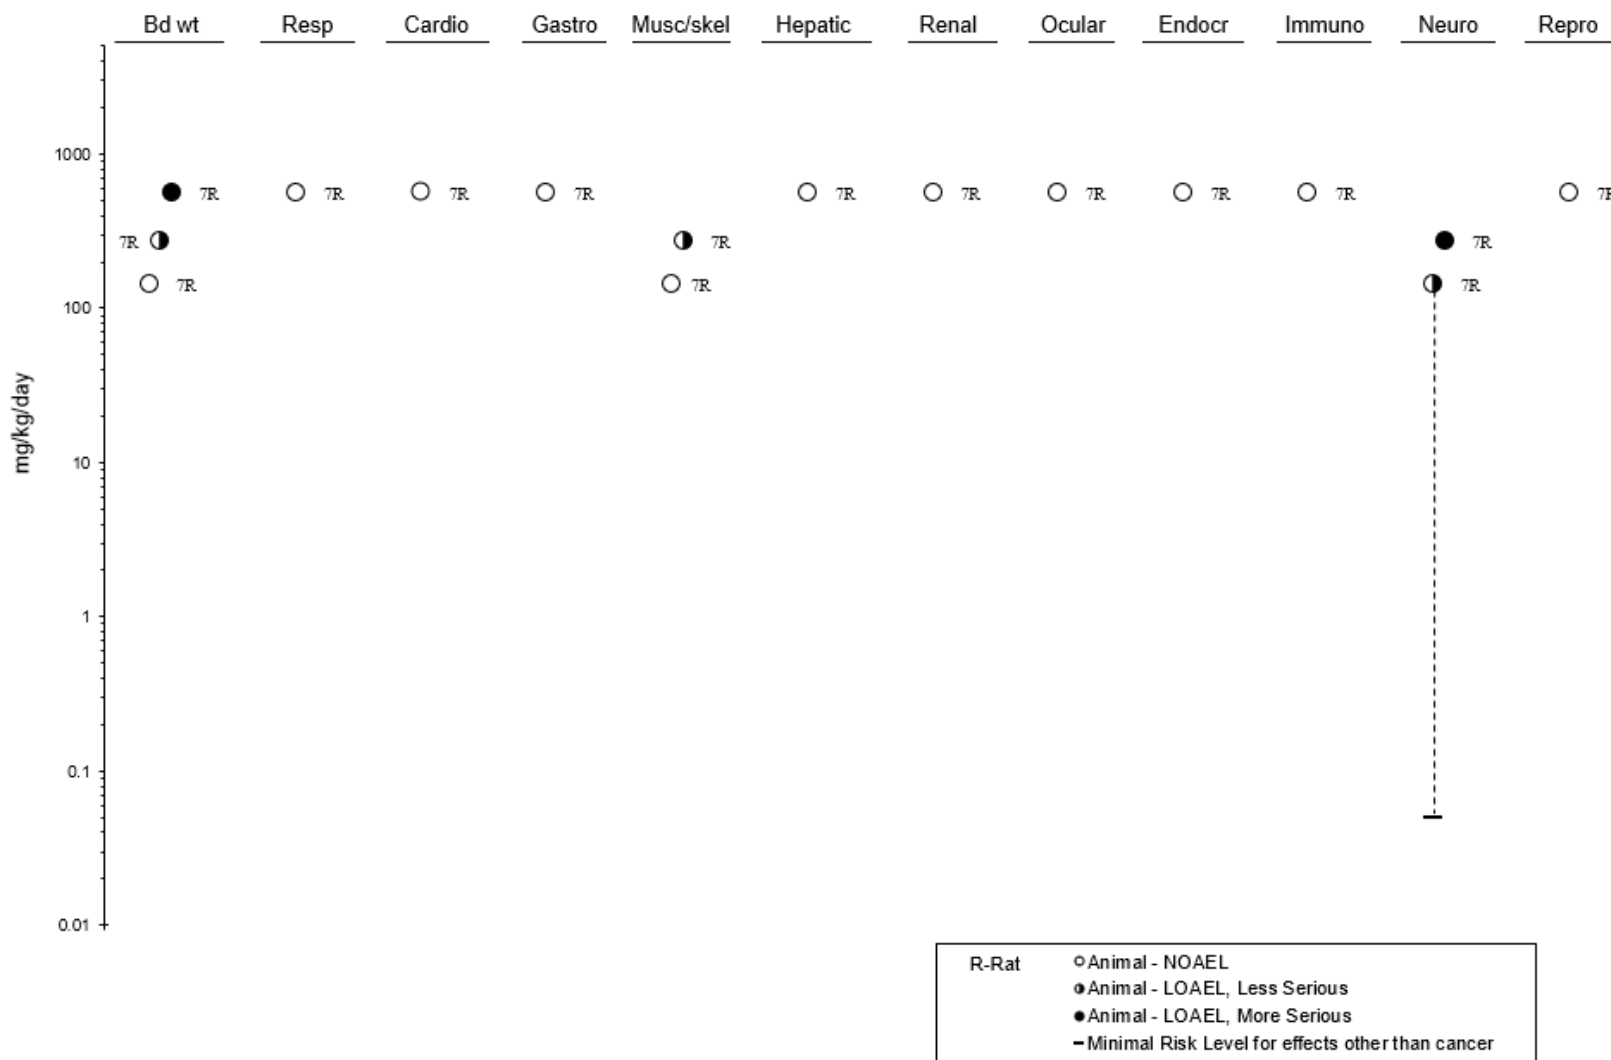 Bd wt Resp Cardio Gastro Musc/skel Hepatic Renal Ocular Endocr Immuno Neuro Repro
1000
7R 7R 7R 7R 7R 7R 7R 7R 7R 7R
7R 7R 7R
7R 7R 7R
100
mg/kg/day
10
1
0.1
0.01
R-Rat Animal - NOAEL
Animal - LOAEL, Less Serious
Animal - LOAEL, More Serious
Minimal Risk Level for effects other than cancer